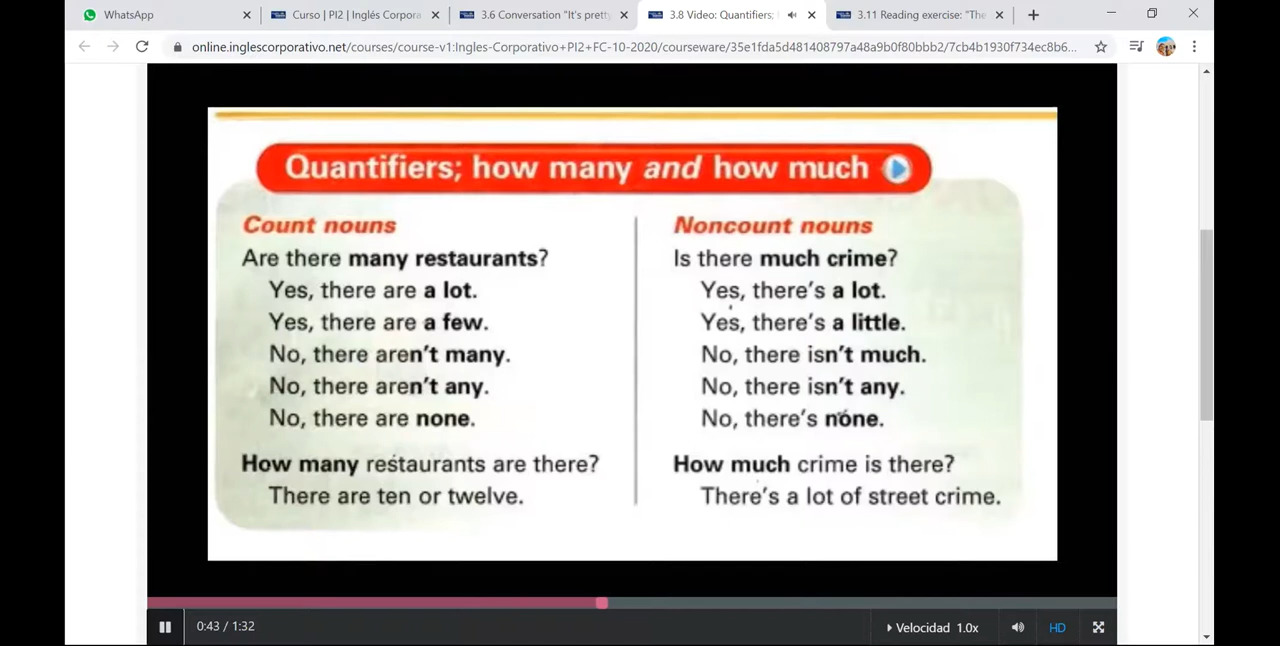 WhatsApp
Curso | PI2 | Inglés Corpora
3.6 Conversation "It's pretty
3.8 Video: Quantifiers;
3.11 Reading exercise: "The
online.inglescorporativo.net/courses/course-v1:Ingles-Corporativo+PI2+FC-10-2020/courseware/35e1fda5d481408797a48a9b0f80bbb2/7cb4b1930f734ec8b6...
Quantifiers; how many and how much
Count nouns
Are there many restaurants?
Yes, there are a lot.
Yes, there are a few.
No, there aren't many.
No, there aren't any.
No, there are none.
How many restaurants are there?
There are ten or twelve.
Noncount nouns
Is there much crime?
Yes, there's a lot.
Yes, there's a little.
No, there isn't much.
No, there isn't any.
No, there's none.
How much crime is there?
There's a lot of street crime.
0:43 / 1:32
Velocidad 1.0x
HD